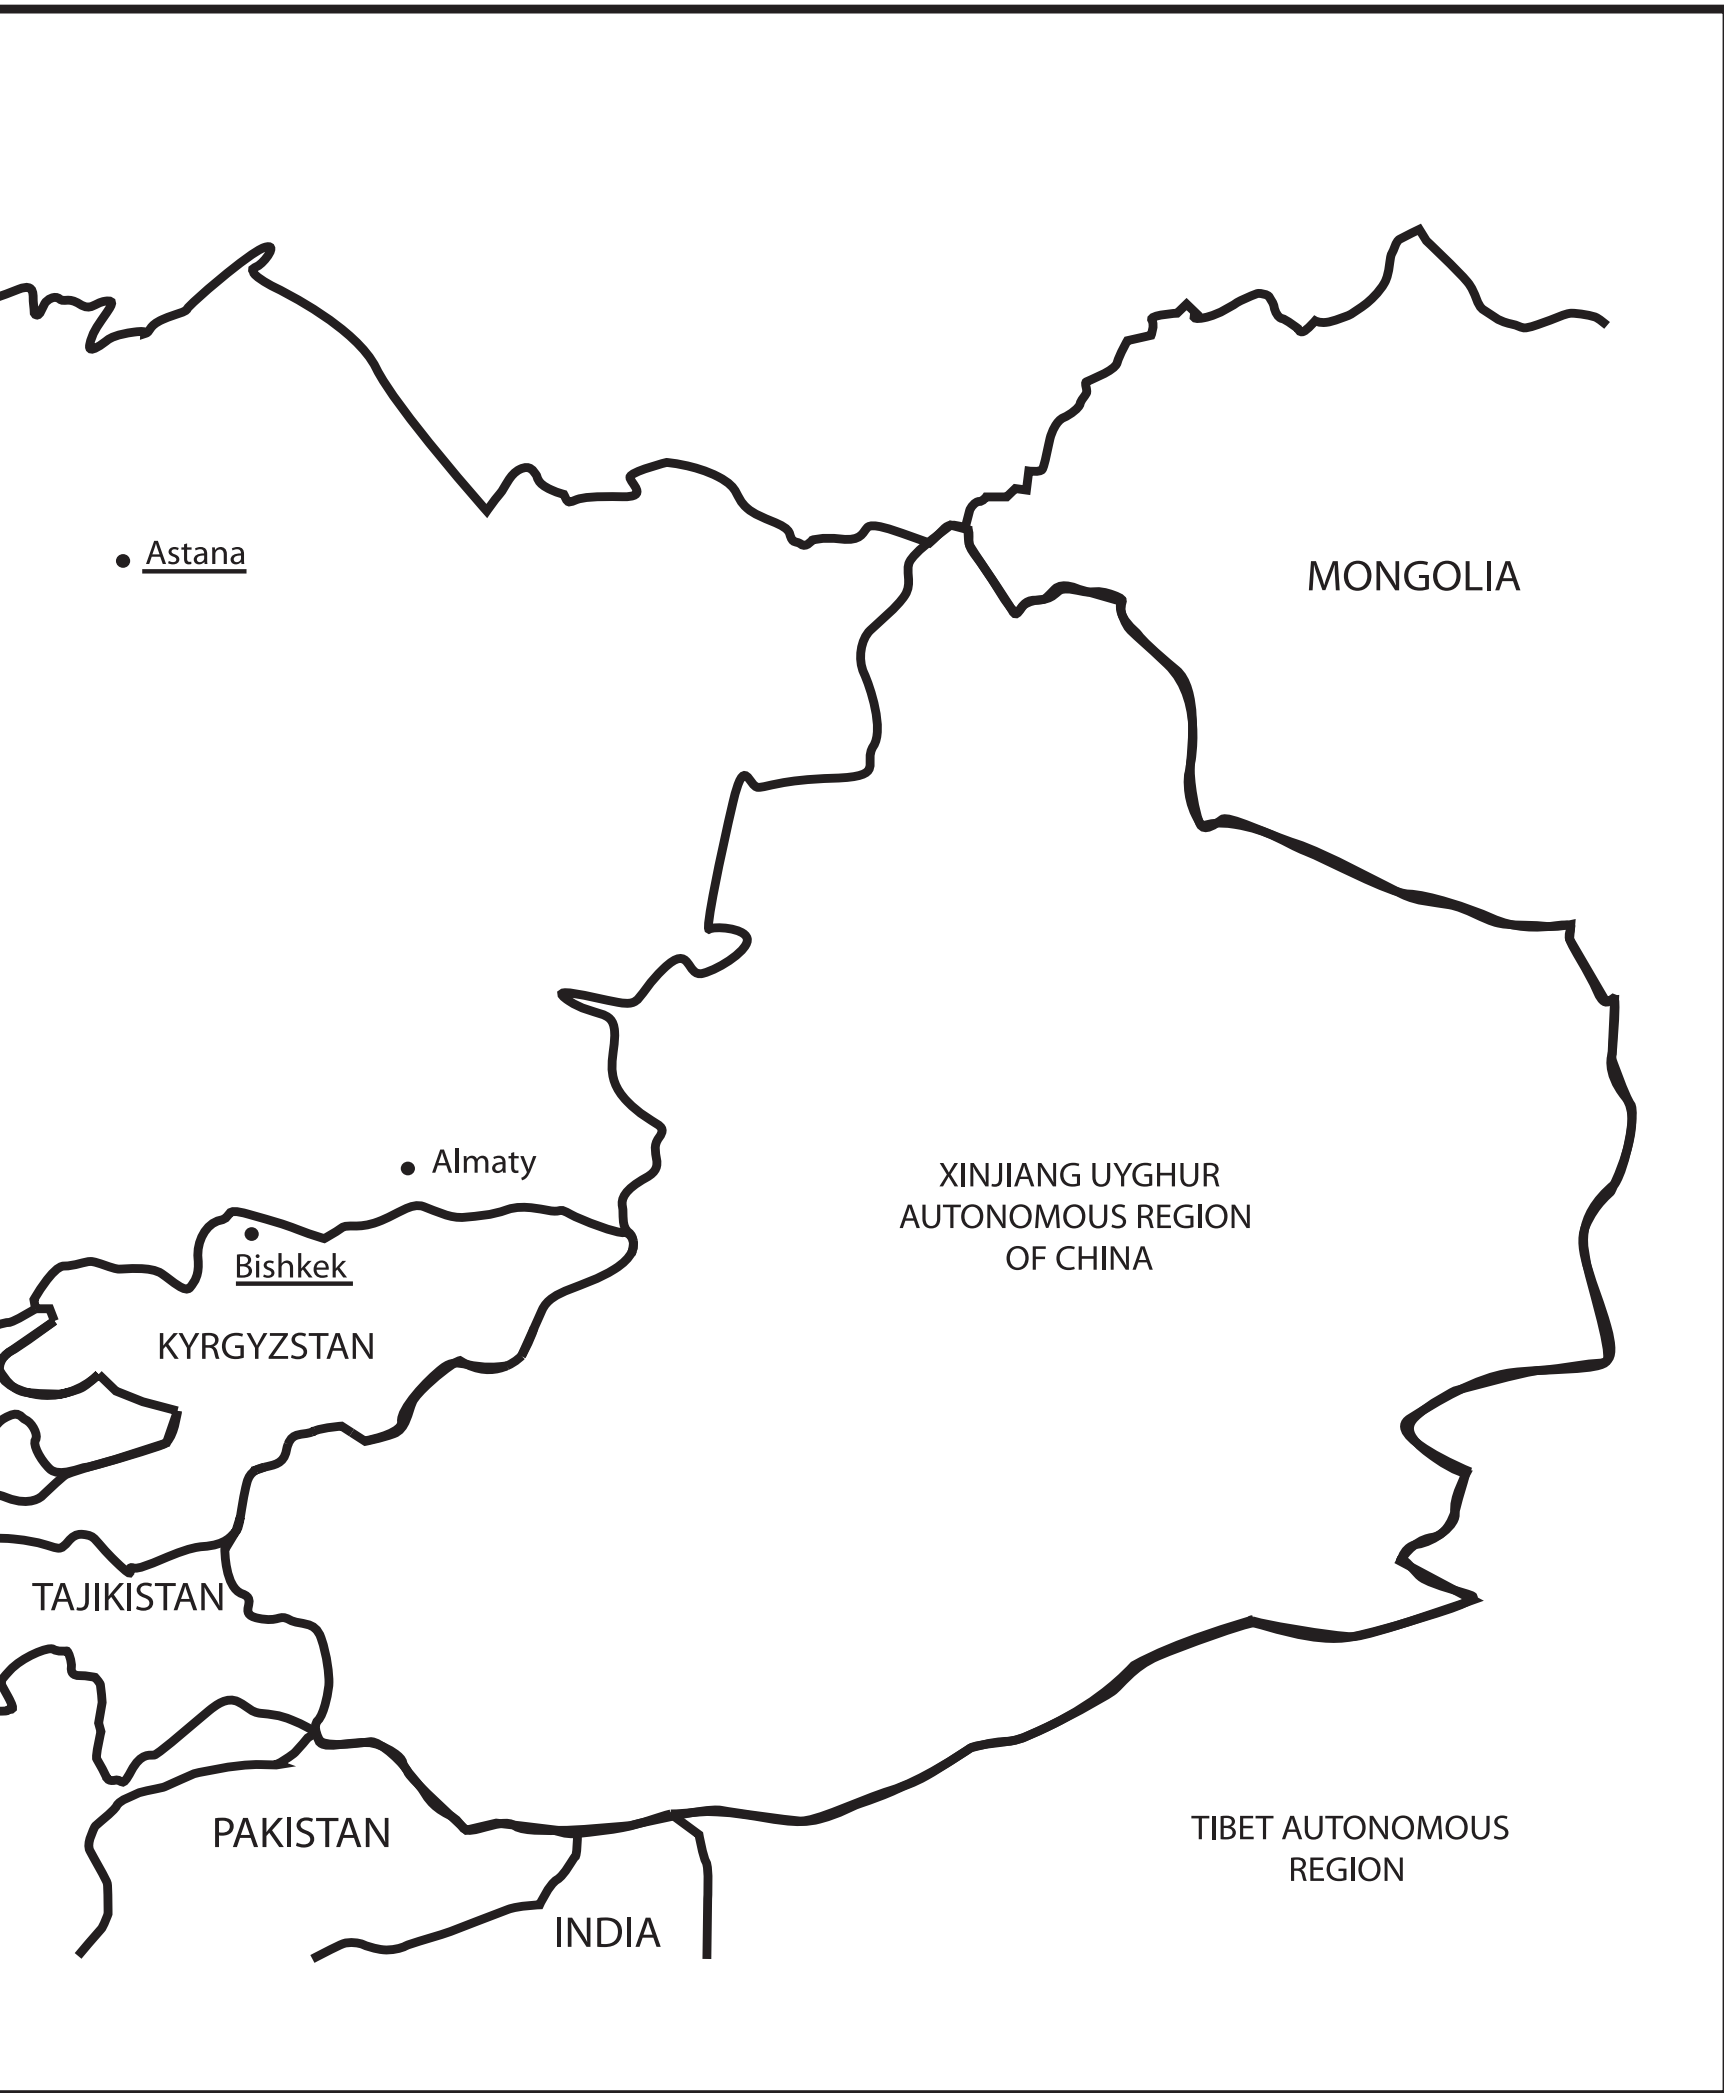 Astana
MONGOLIA
Almaty
XINJIANG UYGHUR
AUTONOMOUS REGION
OF CHINA
Bishkek
KYRGYZSTAN
TAJIKISTAN
PAKISTAN
TIBET AUTONOMOUS
REGION
INDIA